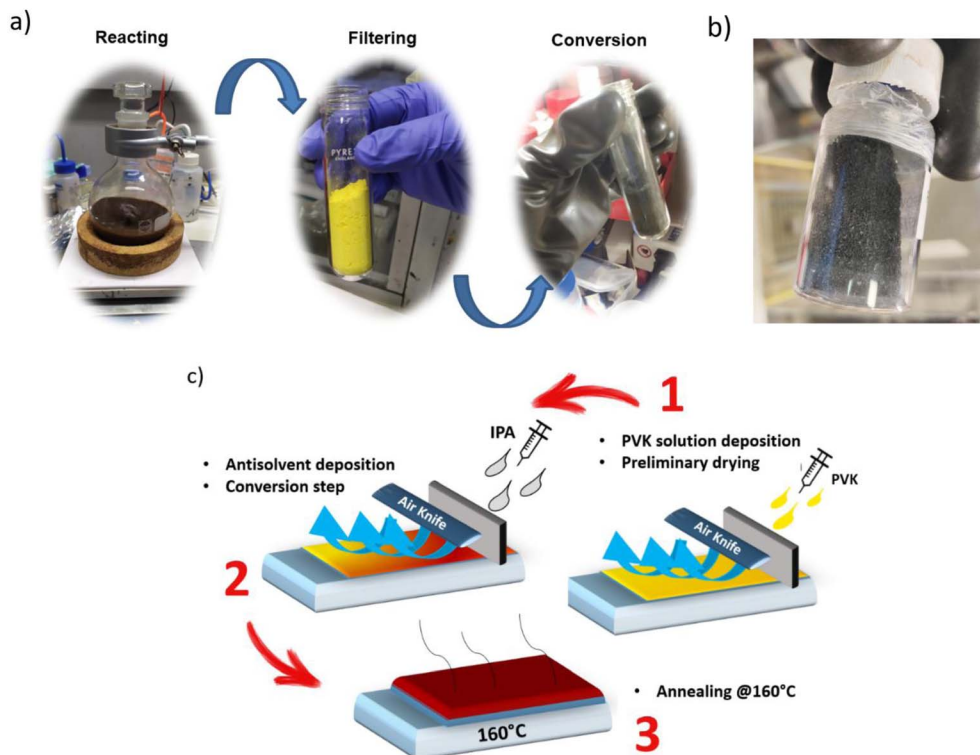 a)
Reacting
Filtering
Conversion
b)
PYREX
ENGLAND
c)
1
• PVK solution deposition
• Preliminary drying
PVK
Air Knife
IPA
• Antisolvent deposition
• Conversion step
Air Knife
2
• Annealing @160°C
160°C
3